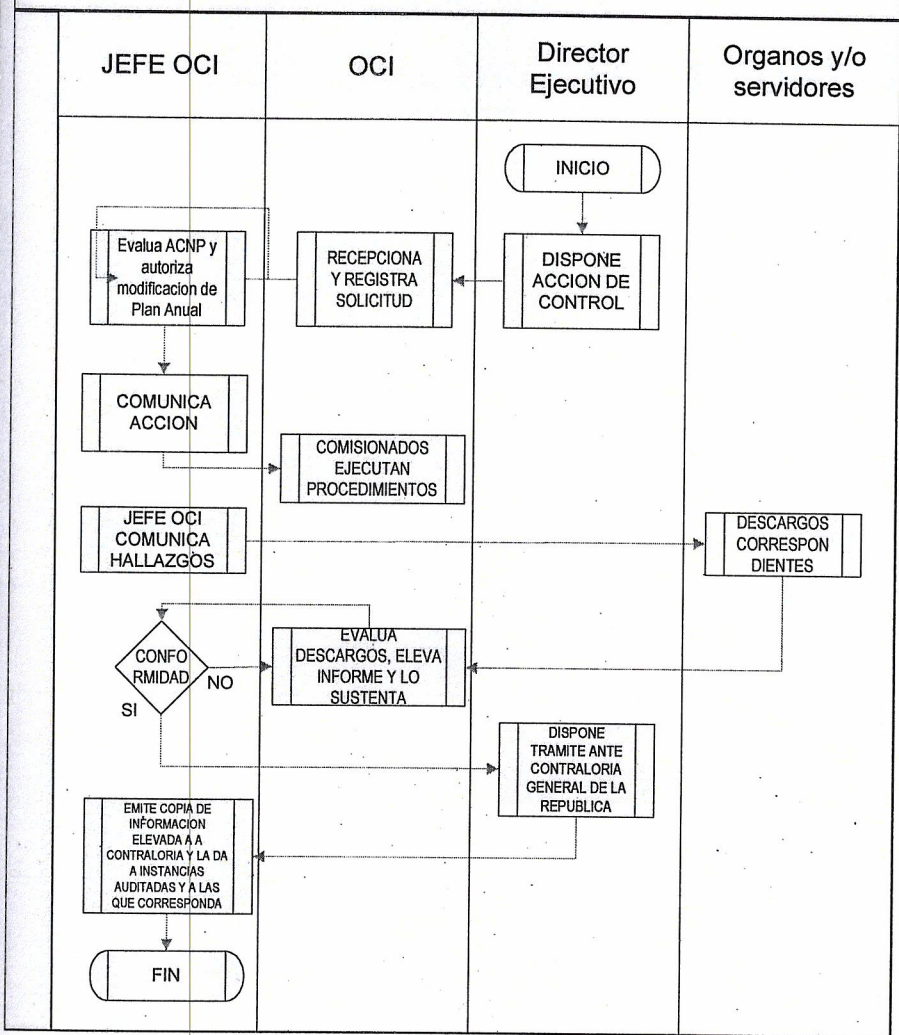 JEFE OCI
OCI
Director
Ejecutivo
Organos y/o
servidores
INICIO
Evalua ACNP y
autoriza
modificacion de
Plan Anual
RECEPCIONA
Y REGISTRA
SOLICITUD
DISPONE
ACCION DE
CONTROL
COMUNICA
ACCION
COMISIONADOS
EJECUTAN
PROCEDIMIENTOS
JEFE OCI
COMUNICA
HALLAZGOS
DESCARGOS
CORRESPON
DIENTES
CONFO
RMIDAD
NO
SI
EVALUA
DESCARGOS, ELEVA
INFORME Y LO
SUSTENTA
DISPONE
TRAMITE ANTE
CONTRALORIA
GENERAL DE LA
REPUBLICA
EMITE COPIA DE
INFORMACION
ELEVADA A A
CONTRALORIA Y LA DA
A INSTANCIAS
AUDITADAS Y A LAS
QUE CORRESPONDA
FIN